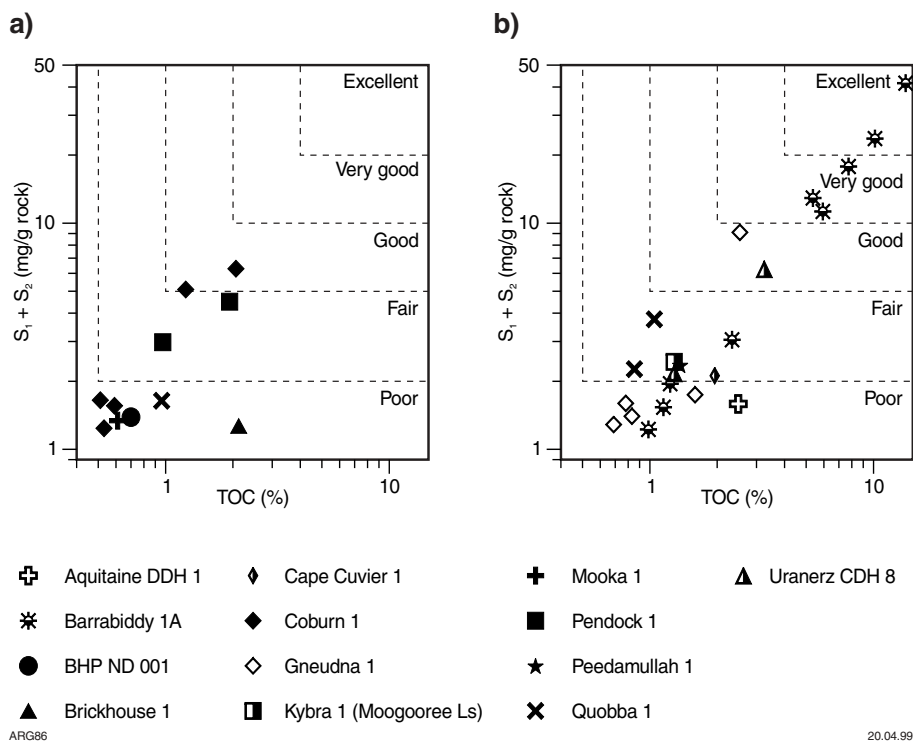 a)
50
10
1
S₁ + S₂ (mg/g rock)
Excellent
Very good
Good
Fair
Poor
1
10
TOC (%)
b)
50
10
1
S₁ + S₂ (mg/g rock)
Excellent
Very good
Good
Fair
Poor
1
10
TOC (%)
Aquitaine DDH 1
Barrabiddy 1A
BHP ND 001
Brickhouse 1
Cape Cuvier 1
Coburn 1
Gneudna 1
Kybra 1 (Moogooree Ls)
Mooka 1
Pendock 1
Peedamullah 1
Quobba 1
Uranerz CDH 8
ARG86
20.04.99